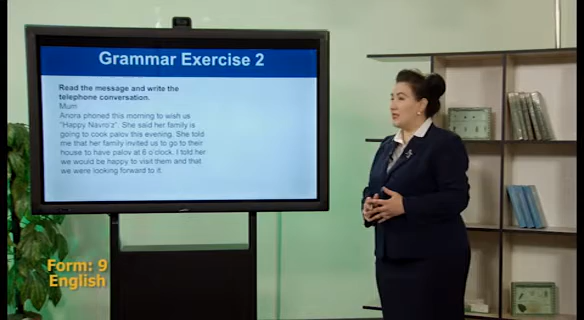 Grammar Exercise 2
Read the message and write the
telephone conversation.
Mum
Anora phoned this morning to wish us
"Happy Navro'z". She said her family is
going to cook palov this evening. She told
me that her family invited us to go to their
house to have palov at 6 o'clock. I told her
we would be happy to visit them and that
we were looking forward to it.
Form: 9
English